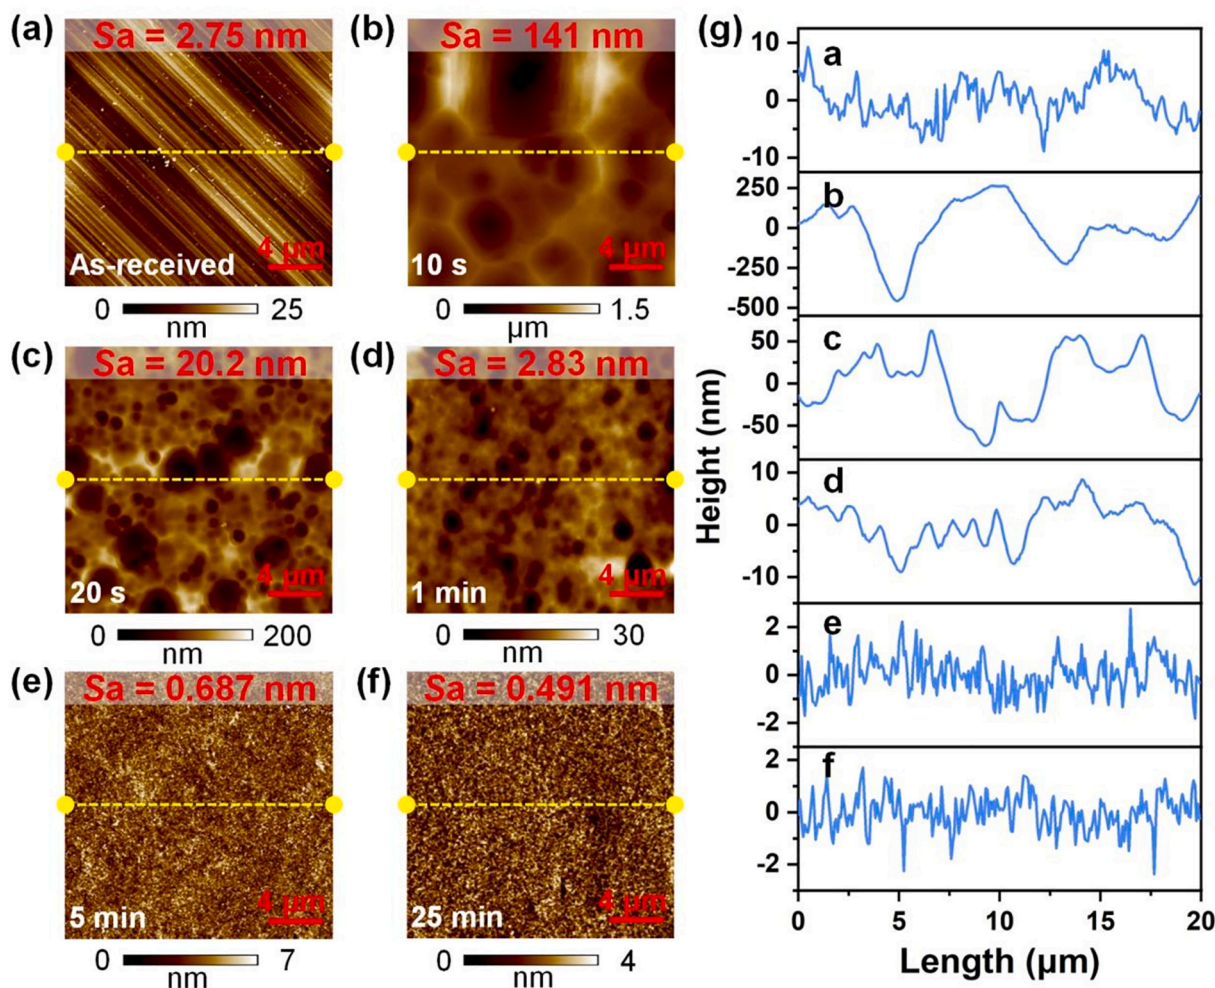 (a)
Sa = 2.75 nm
As-received
4 μm
0 25
nm
(b)
Sa = 141 nm
10 s
4 μm
0 1.5
μm
(c)
Sa = 20.2 nm
20 s
4 μm
0 200
nm
(d)
Sa = 2.83 nm
1 min
4 μm
0 30
nm
(e)
Sa = 0.687 nm
5 min
4 μm
0 7
nm
(f)
Sa = 0.491 nm
25 min
4 μm
0 4
nm
(g)
Height (nm)
a
10
0
-10
b
250
0
-250
-500
c
50
0
-50
d
10
0
-10
e
2
0
-2
f
2
0
-2
0 5 10 15 20
Length (μm)